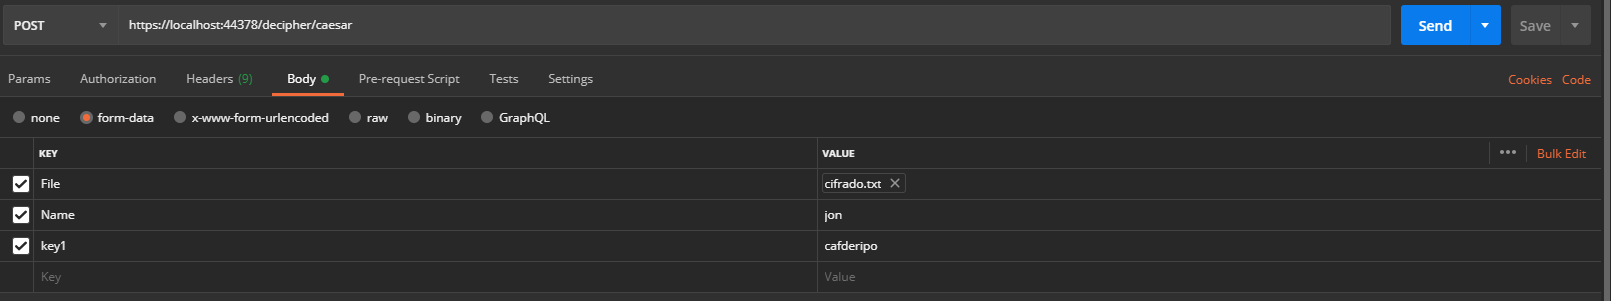 POST https://localhost:44378/decipher/caesar Send Save
Params Authorization Headers (9) Body Pre-request Script Tests Settings Cookies Code
none form-data x-www-form-urlencoded raw binary GraphQL
KEY VALUE ••• Bulk Edit
File cifrado.txt
Name jon
key1 cafderipo
Key Value